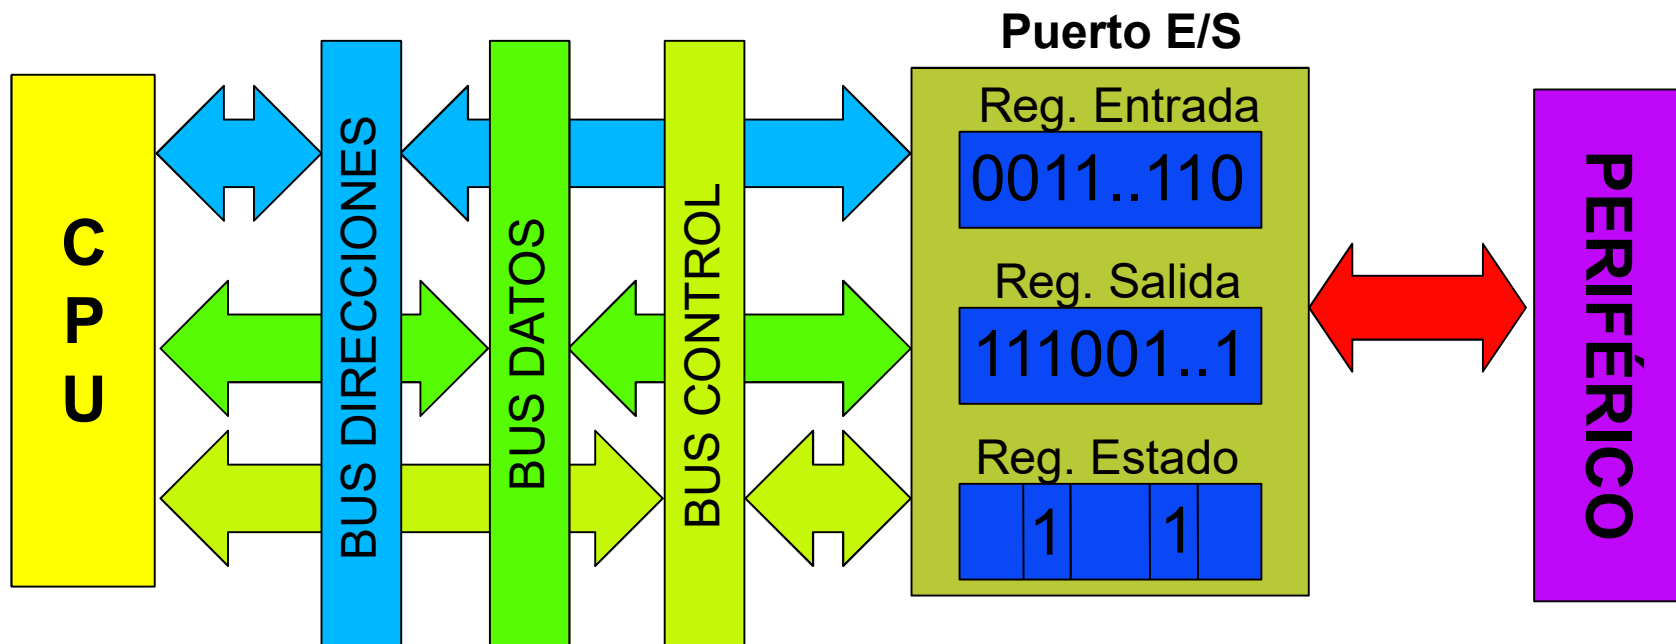 Puerto E/S
CPU
BUS DIRECCIONES
BUS DATOS
BUS CONTROL
Reg. Entrada
0011..110
Reg. Salida
111001..1
Reg. Estado
1 1
PERIFÉRICO